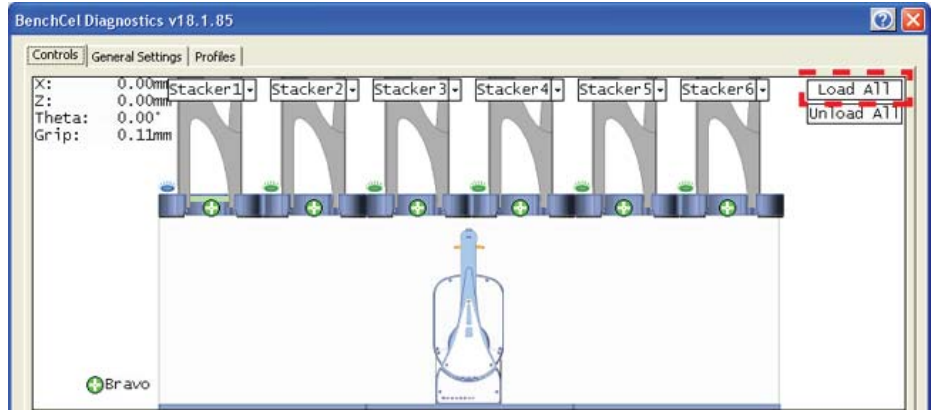 BenchCel Diagnostics v18.1.85
Controls General Settings Profiles
X: 0.00mm
Z: 0.00mm
Theta: 0.00°
Grip: 0.11mm
Stacker1 Stacker2 Stacker3 Stacker4 Stacker5 Stacker6
Load All
Unload All
Bravo